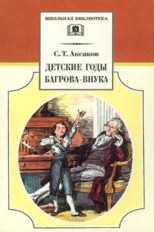 ШКОЛЬНАЯ БИБЛИОТЕКА
С.Т. Аксаков
ДЕТСКИЕ ГОДЫ
БАГРОВА-ВНУКА